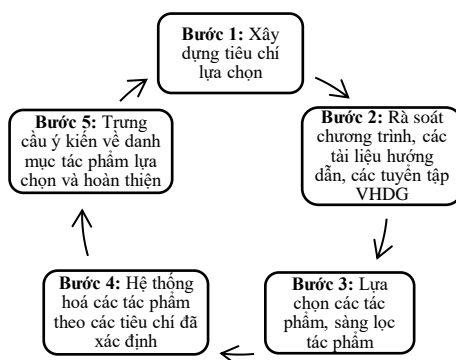 Bước 1: Xây
dựng tiêu chí
lựa chọn
Bước 2: Rà soát
chương trình, các
tài liệu hướng
dẫn, các tuyển tập
VHDG
Bước 3: Lựa
chọn các tác
phẩm, sàng lọc
tác phẩm
Bước 4: Hệ thống
hoá các tác phẩm
theo các tiêu chí đã
xác định
Bước 5: Trưng
cầu ý kiến về danh
mục tác phẩm lựa
chọn và hoàn thiện